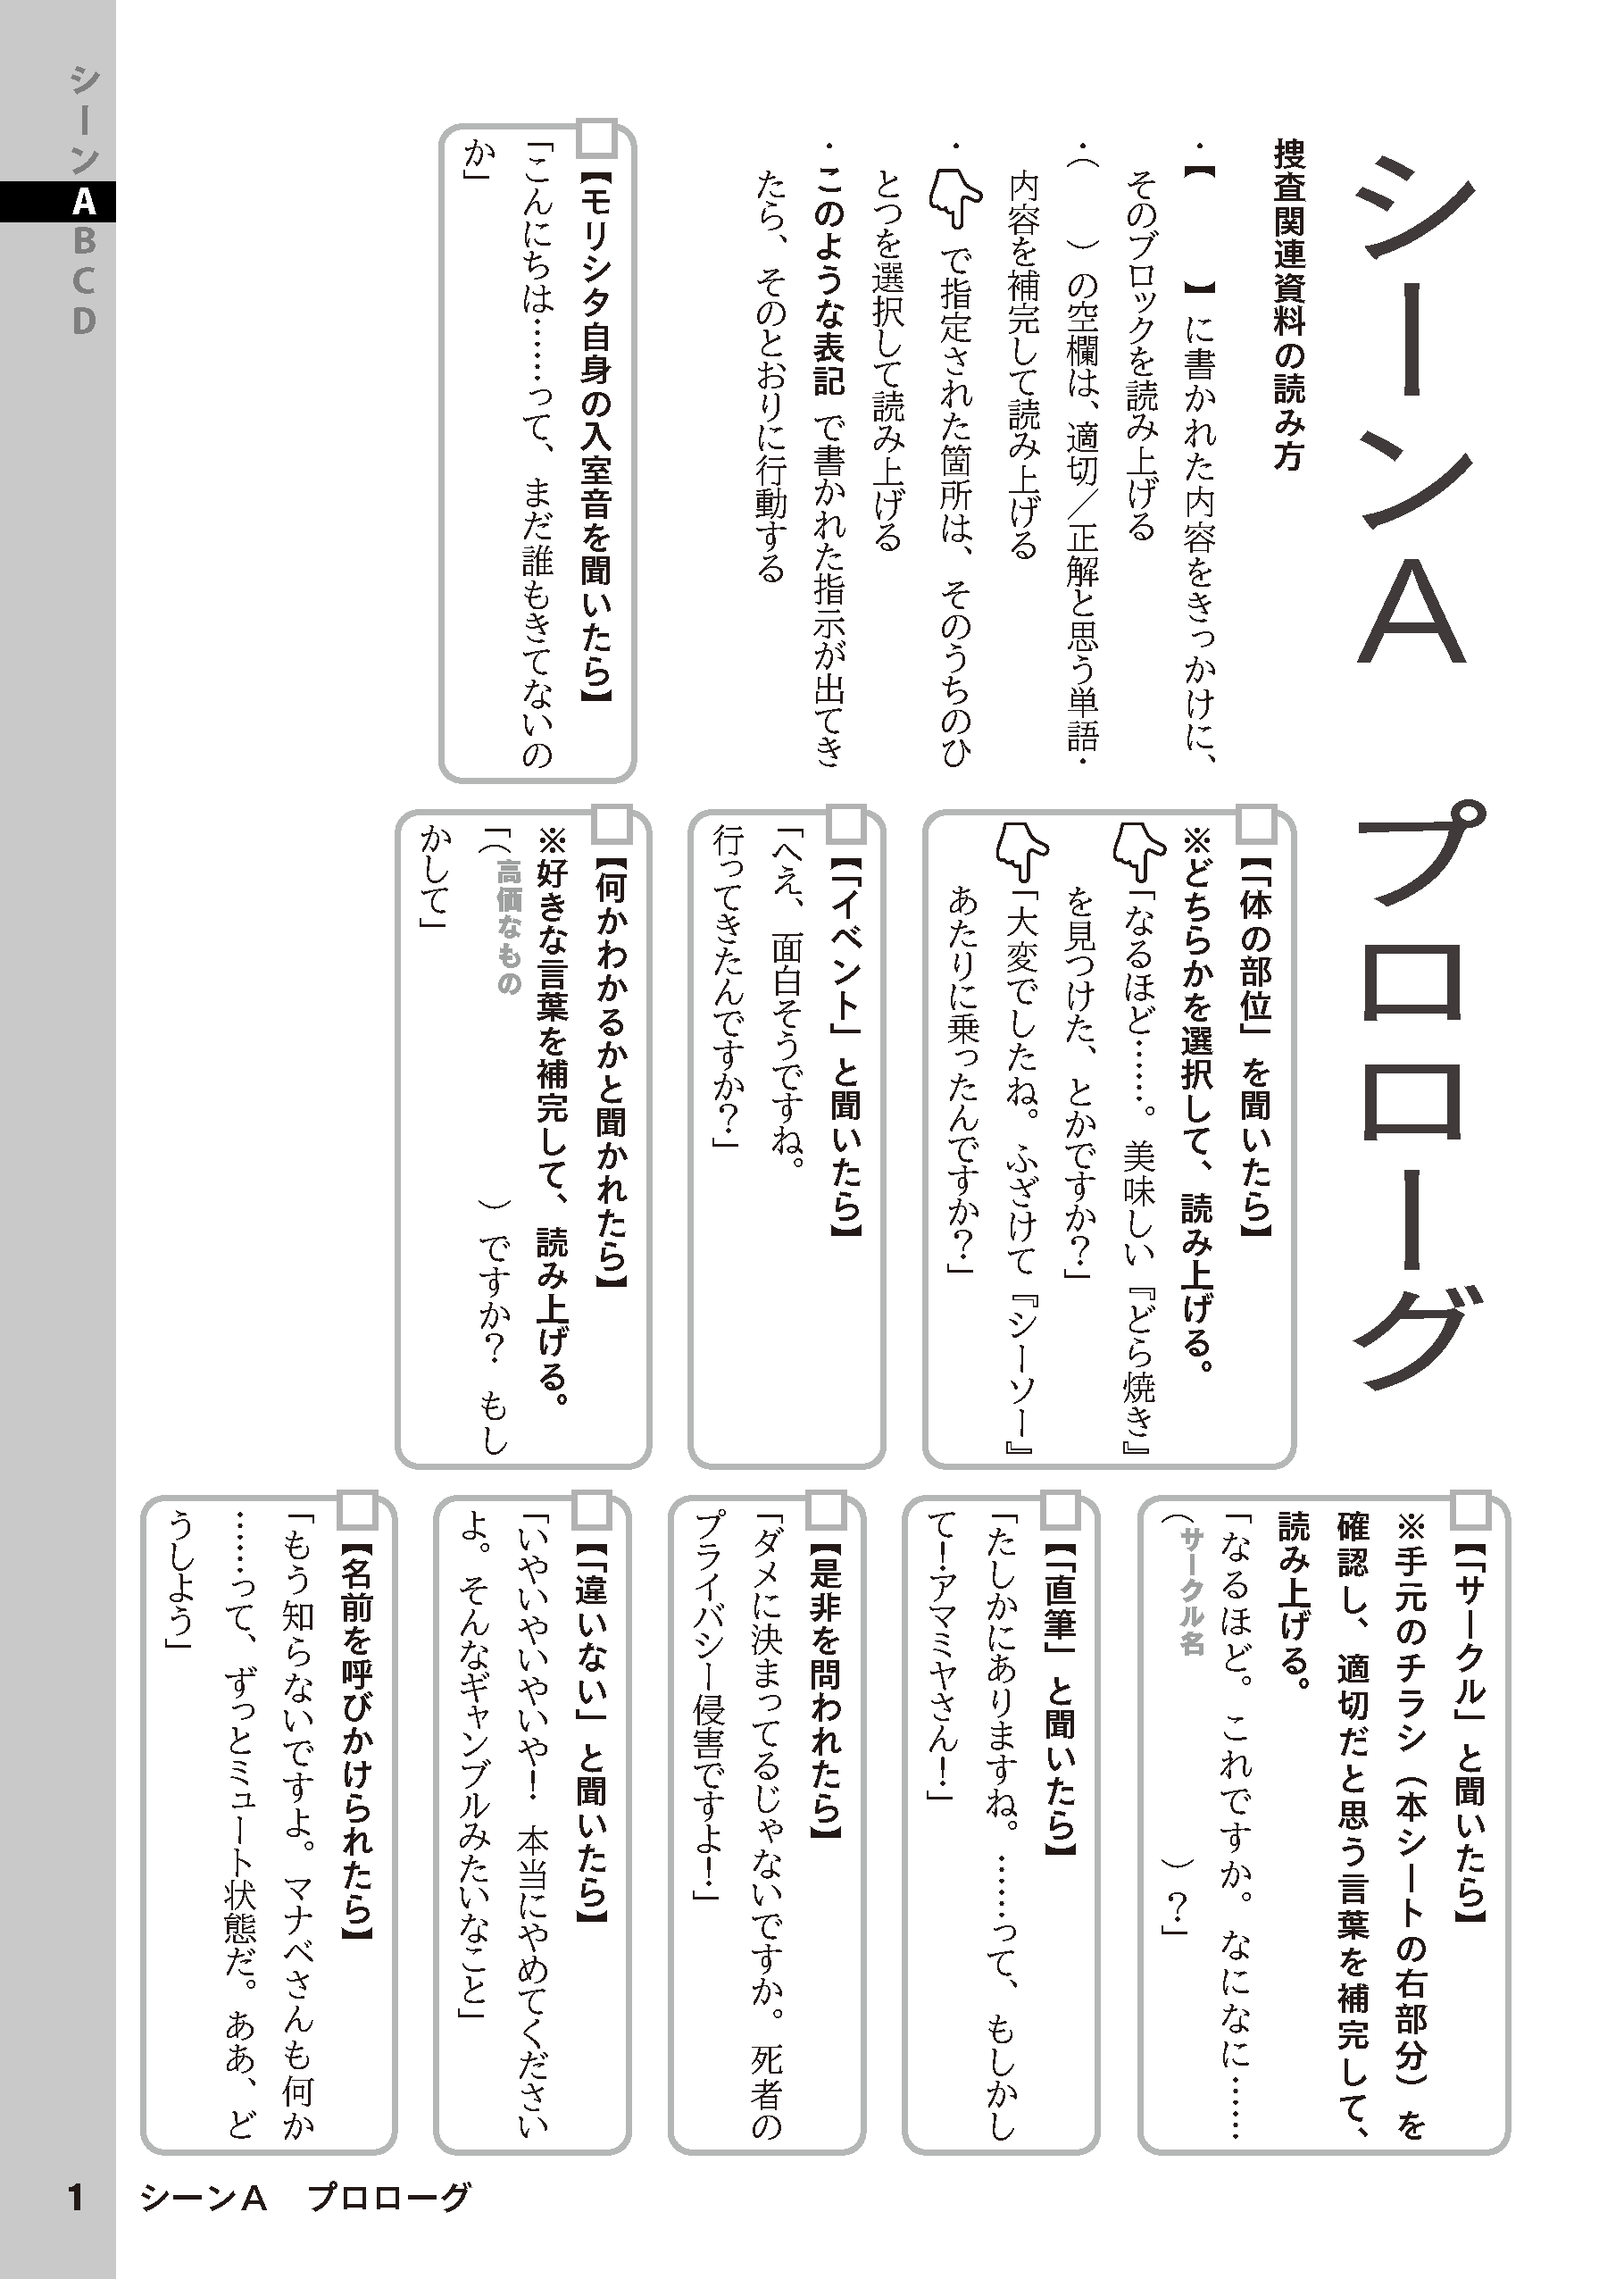 シーンA　プロローグ
捜査関連資料の読み方
・【　　　】に書かれた内容をきっかけに、
そのブロックを読み上げる
・（　　）の空欄は、適切／正解と思う単語・
内容を補完して読み上げる
・👇で指定された箇所は、そのうちのひ
とつを選択して読み上げる
・このような表記で書かれた指示が出てき
たら、そのとおりに行動する
【モリシタ自身の入室音を聞いたら】
「こんにちは……って、まだ誰もきてないの
か」
【「体の部位」を聞いたら】
※どちらかを選択して、読み上げる。
👇「なるほど……。美味しい『どら焼き』
を見つけた、とかですか？」
👇「大変でしたね。ふざけて『シーソー』
あたりに乗ったんですか？」
【「イベント」と聞いたら】
「へえ、面白そうですね。
行ってきたんですか？」
【何かわかるかと聞かれたら】
※好きな言葉を補完して、読み上げる。
「（高価なもの　　　）ですか？　もし
かして」
【「サークル」と聞いたら】
※手元のチラシ（本シートの右部分）を
確認し、適切だと思う言葉を補完して、
読み上げる。
「なるほど。これですか。なになに……
（サークル名　　　）？」
【「直筆」と聞いたら】
「たしかにありますね。……って、もしかし
て！アマミヤさん！」
【是非を問われたら】
「ダメに決まってるじゃないですか。死者の
プライバシー侵害ですよ！」
【「違いない」と聞いたら】
「いやいやいやいや！　本当にやめてください
よ。そんなギャンブルみたいなこと」
【名前を呼びかけられたら】
「もう知らないですよ。マナベさんも何か
……って、ずっとミュート状態だ。ああ、ど
うしよう」
シーンABCD
1　シーンA　プロローグ